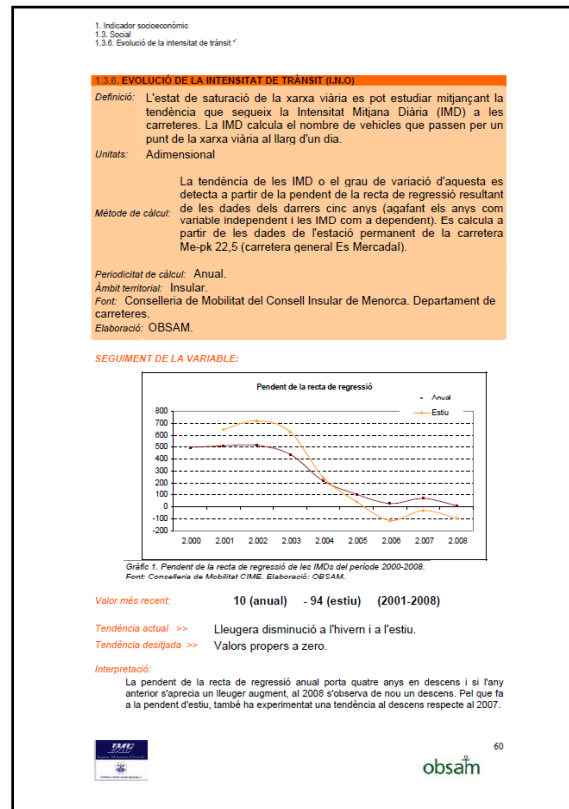 1. Indicador socioeconòmic
1.3. Social
1.3.6. Evolució de la intensitat de trànsit
1.3.6. EVOLUCIÓ DE LA INTENSITAT DE TRÀNSIT (I.N.O)
Definició: L'estat de saturació de la xarxa viària es pot estudiar mitjançant la
tendència que segueix la Intensitat Mitjana Diària (IMD) a les
carreteres. La IMD calcula el nombre de vehicles que passen per un
punt de la xarxa viària al llarg d'un dia.
Unitats: Adimensional
La tendència de les IMD o el grau de variació d'aquesta es
detecta a partir de la pendent de la recta de regressió resultant
de les dades dels darrers cinc anys (agafant els anys com
Mètode de càlcul: variable independent i les IMD com a dependent). Es calcula a
partir de les dades de l'estació permanent de la carretera
Me-pk 22,5 (carretera general Es Mercadal).
Periodicitat de càlcul: Anual.
Àmbit territorial: Insular.
Font: Conselleria de Mobilitat del Consell Insular de Menorca. Departament de
carreteres.
Elaboració: OBSAM.
SEGUIMENT DE LA VARIABLE:
Pendent de la recta de regressió
Anual
Estiu
800
700
600
500
400
300
200
100
0
-100
-200
2.000 2.001 2.002 2.003 2.004 2.005 2.006 2.007 2.008
Gràfic 1. Pendent de la recta de regressió de les IMDs del període 2000-2008.
Font: Conselleria de Mobilitat CIME. Elaboració: OBSAM.
Valor més recent: 10 (anual) - 94 (estiu) (2001-2008)
Tendència actual >> Lleugera disminució a l'hivern i a l'estiu.
Tendència desitjada >> Valors propers a zero.
Interpretació:
La pendent de la recta de regressió anual porta quatre anys en descens i si l'any
anterior s'aprecia un lleuger augment, al 2008 s'observa de nou un descens. Pel que fa
a la pendent d'estiu, també ha experimentat una tendència al descens respecte al 2007.
60
obsam